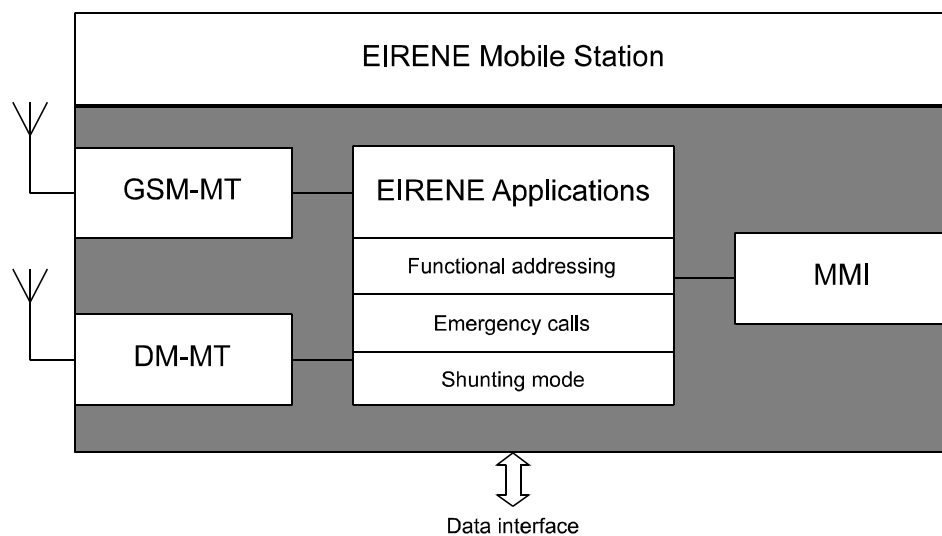 EIRENE Mobile Station
GSM-MT
EIRENE Applications
Functional addressing
MMI
Emergency calls
DM-MT
Shunting mode
Data interface